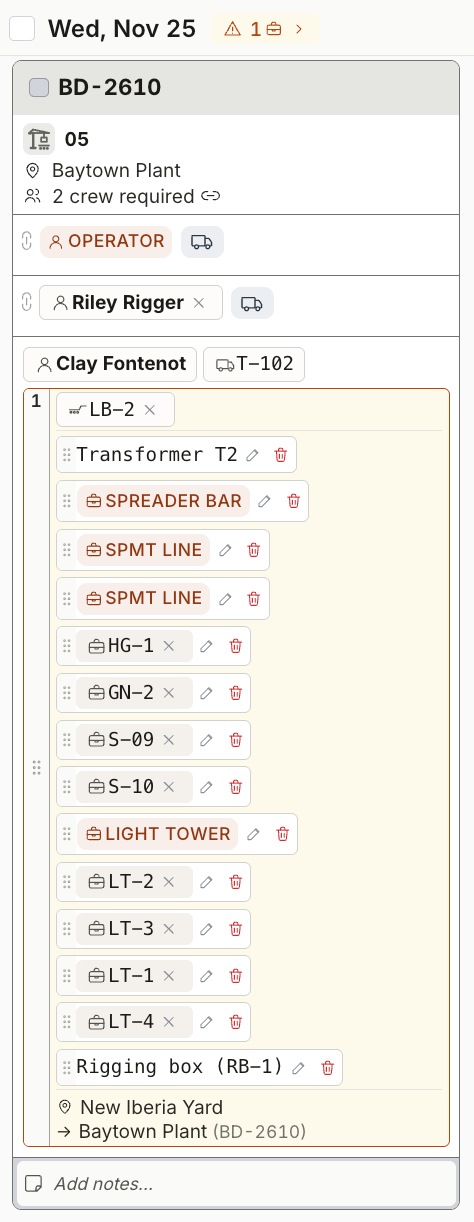 Wed, Nov 25 1
BD-2610
05
Baytown Plant
2 crew required
OPERATOR
Riley Rigger
Clay Fontenot T-102
1 LB-2
Transformer T2
SPREADER BAR
SPMT LINE
SPMT LINE
HG-1
GN-2
S-09
S-10
LIGHT TOWER
LT-2
LT-3
LT-1
LT-4
Rigging box (RB-1)
New Iberia Yard
→ Baytown Plant (BD-2610)
Add notes...